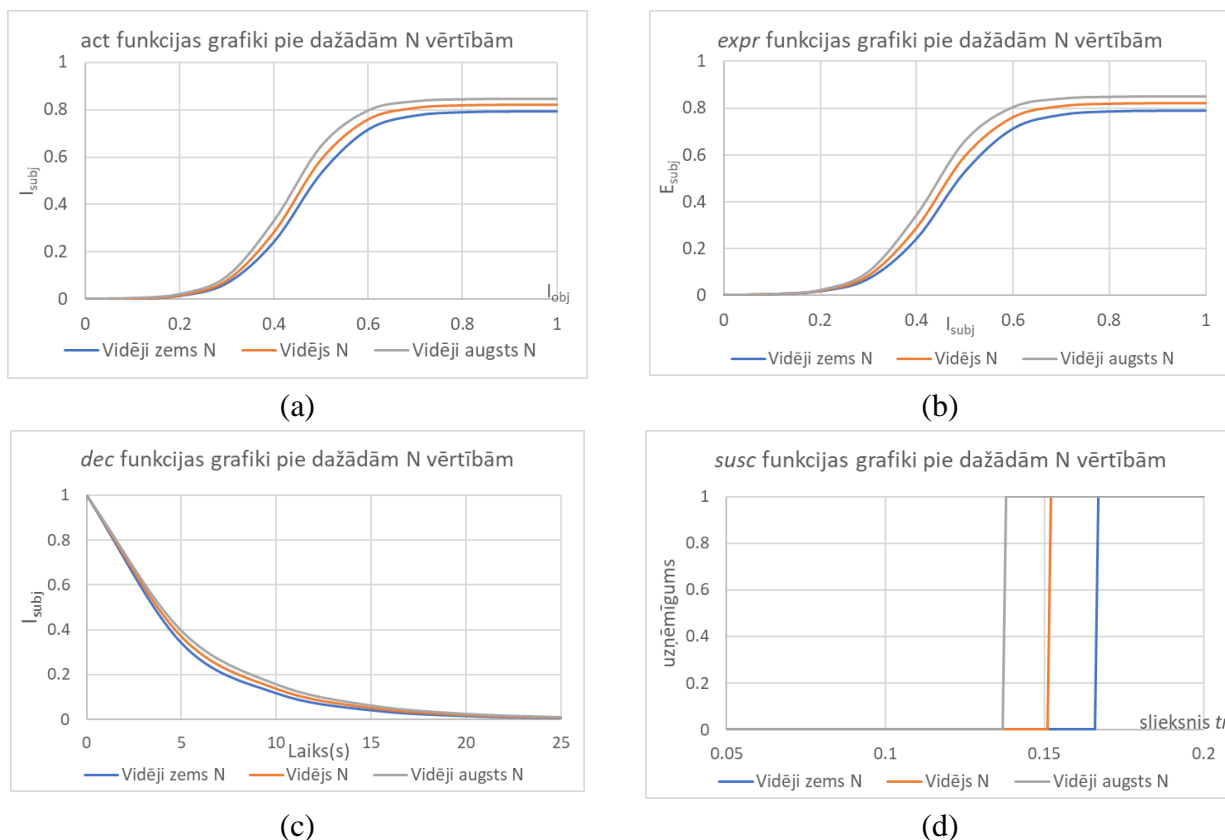 act funkcijas grafiki pie dažādām N vērtībām
1
0.8
0.6
0.4
0.2
0
I_subj
I_obj
0 0.2 0.4 0.6 0.8 1
Vidēji zems N Vidējs N Vidēji augsts N
(a)
expr funkcijas grafiki pie dažādām N vērtībām
1
0.8
0.6
0.4
0.2
0
E_subj
0 0.2 0.4 0.6 0.8 1
I_subj
Vidēji zems N Vidējs N Vidēji augsts N
(b)
dec funkcijas grafiki pie dažādām N vērtībām
1
0.8
0.6
0.4
0.2
0
I_subj
0 5 10 15 20 25
Laiks(s)
Vidēji zems N Vidējs N Vidēji augsts N
(c)
susc funkcijas grafiki pie dažādām N vērtībām
1
0.8
0.6
0.4
0.2
0
uzņēmīgums
slieksnis
0.05 0.1 0.15 0.2
Vidēji zems N Vidējs N Vidēji augsts N
(d)